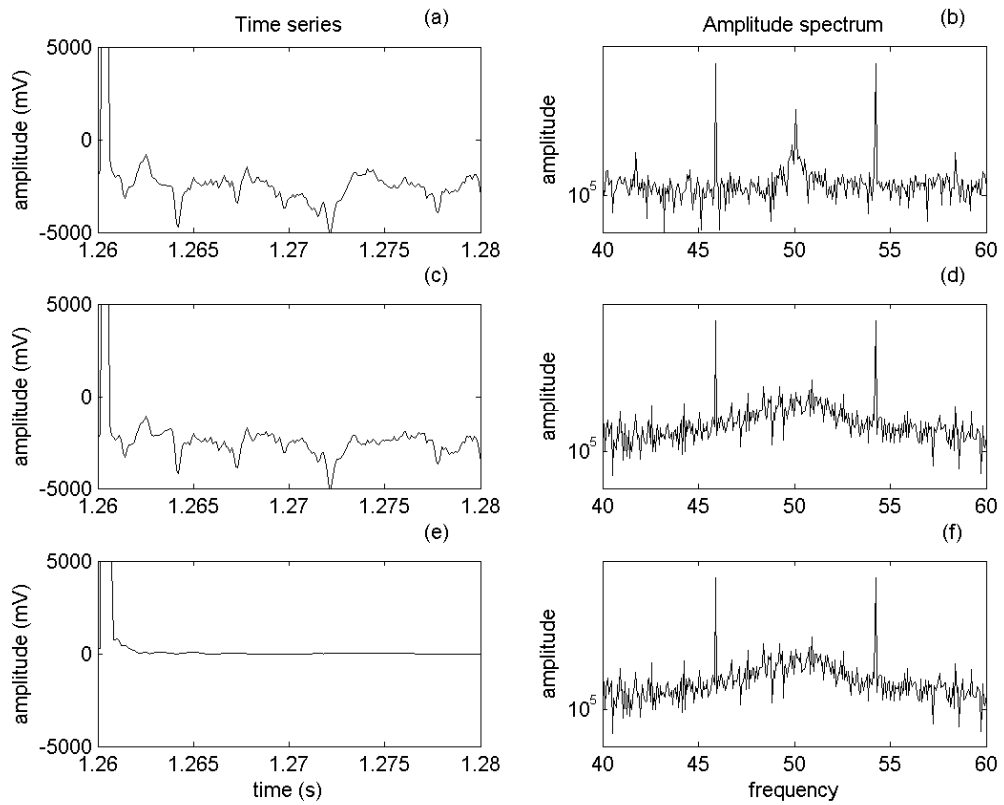 Time series (a)
5000
0
-5000
amplitude (mV)
1.26 1.265 1.27 1.275 1.28
Amplitude spectrum (b)
amplitude
10^5
40 45 50 55 60
(c)
5000
0
-5000
amplitude (mV)
1.26 1.265 1.27 1.275 1.28
(d)
amplitude
10^5
40 45 50 55 60
(e)
5000
0
-5000
amplitude (mV)
1.26 1.265 1.27 1.275 1.28
time (s)
(f)
amplitude
10^5
40 45 50 55 60
frequency